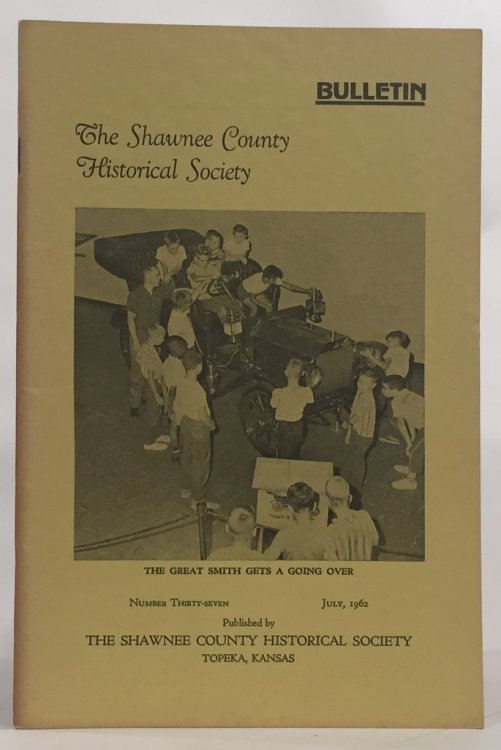 BULLETIN
The Shawnee County
Historical Society
THE GREAT SMITH GETS A GOING OVER
NUMBER THIRTY-SEVEN JULY, 1962
Published by
THE SHAWNEE COUNTY HISTORICAL SOCIETY
TOPEKA, KANSAS